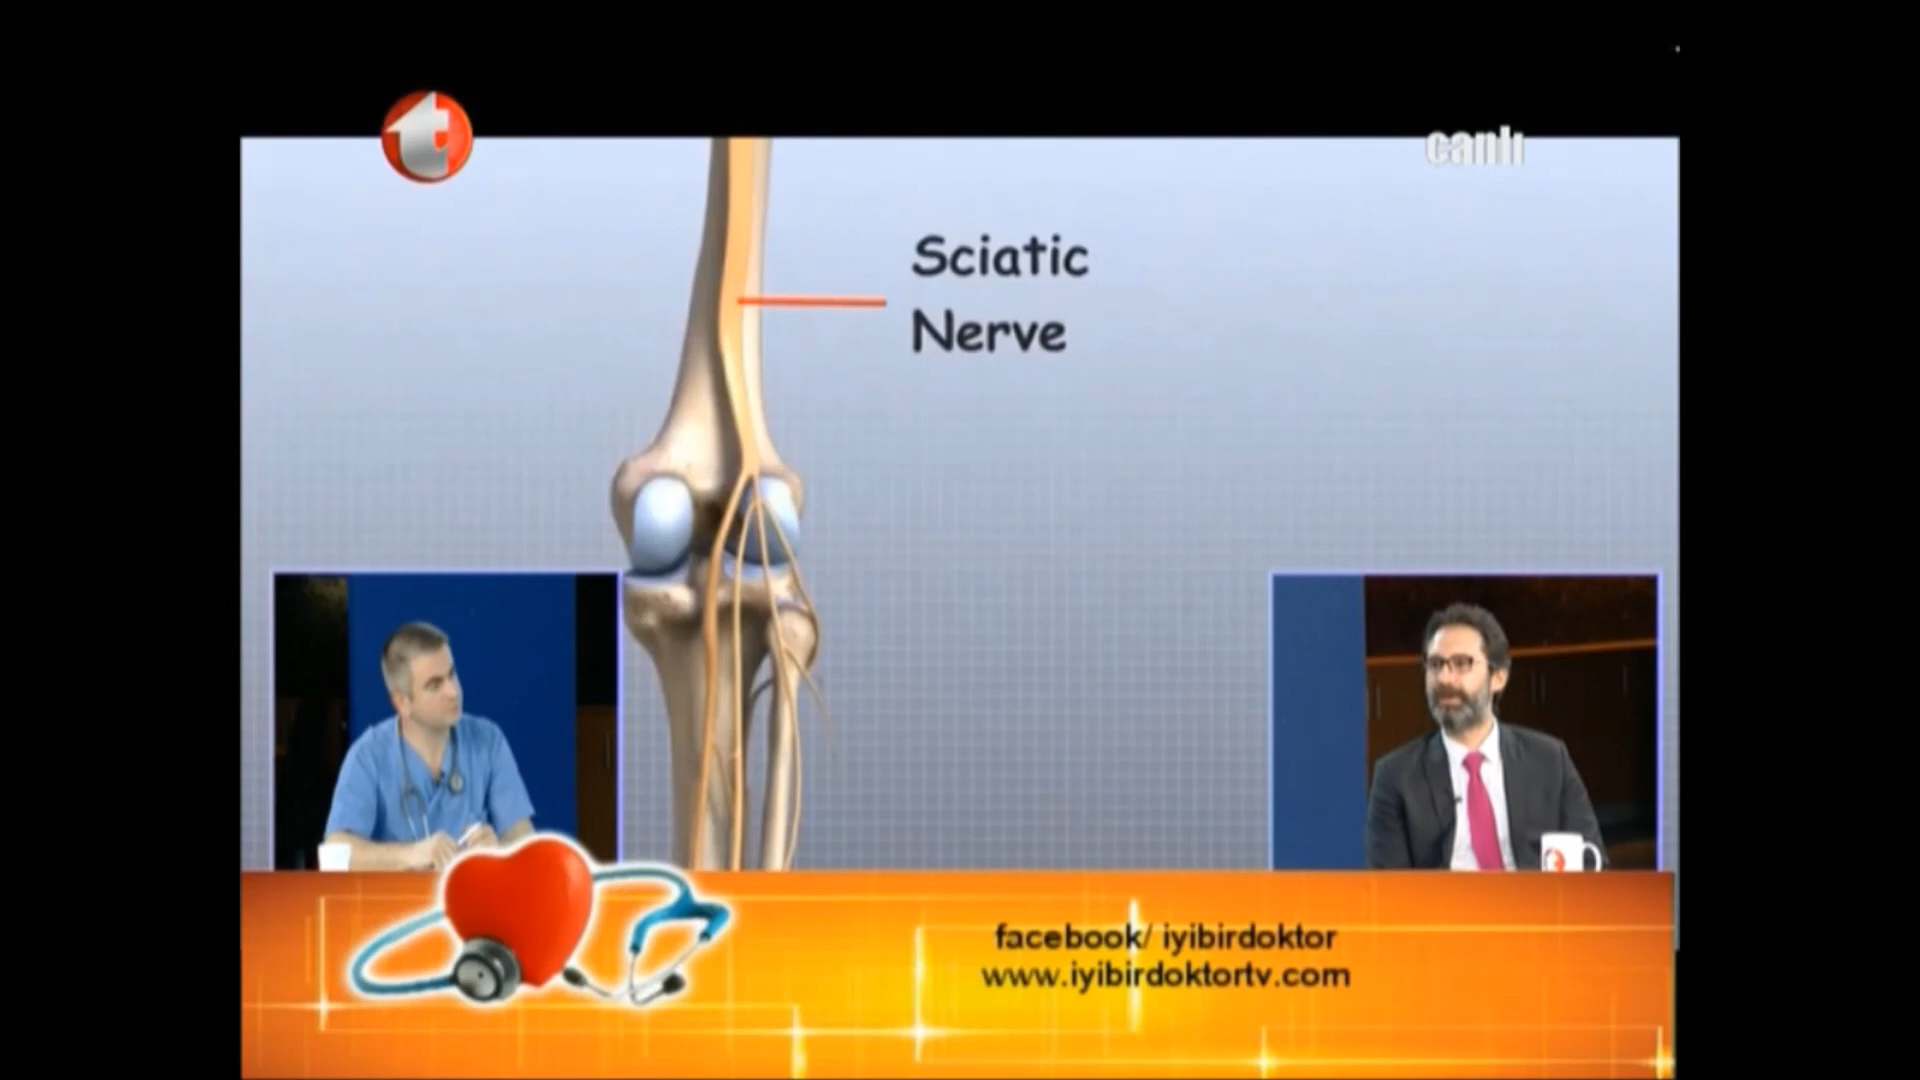 t
canlı
Sciatic
Nerve
facebook/ iyibirdoktor
www.iyibirdoktortv.com